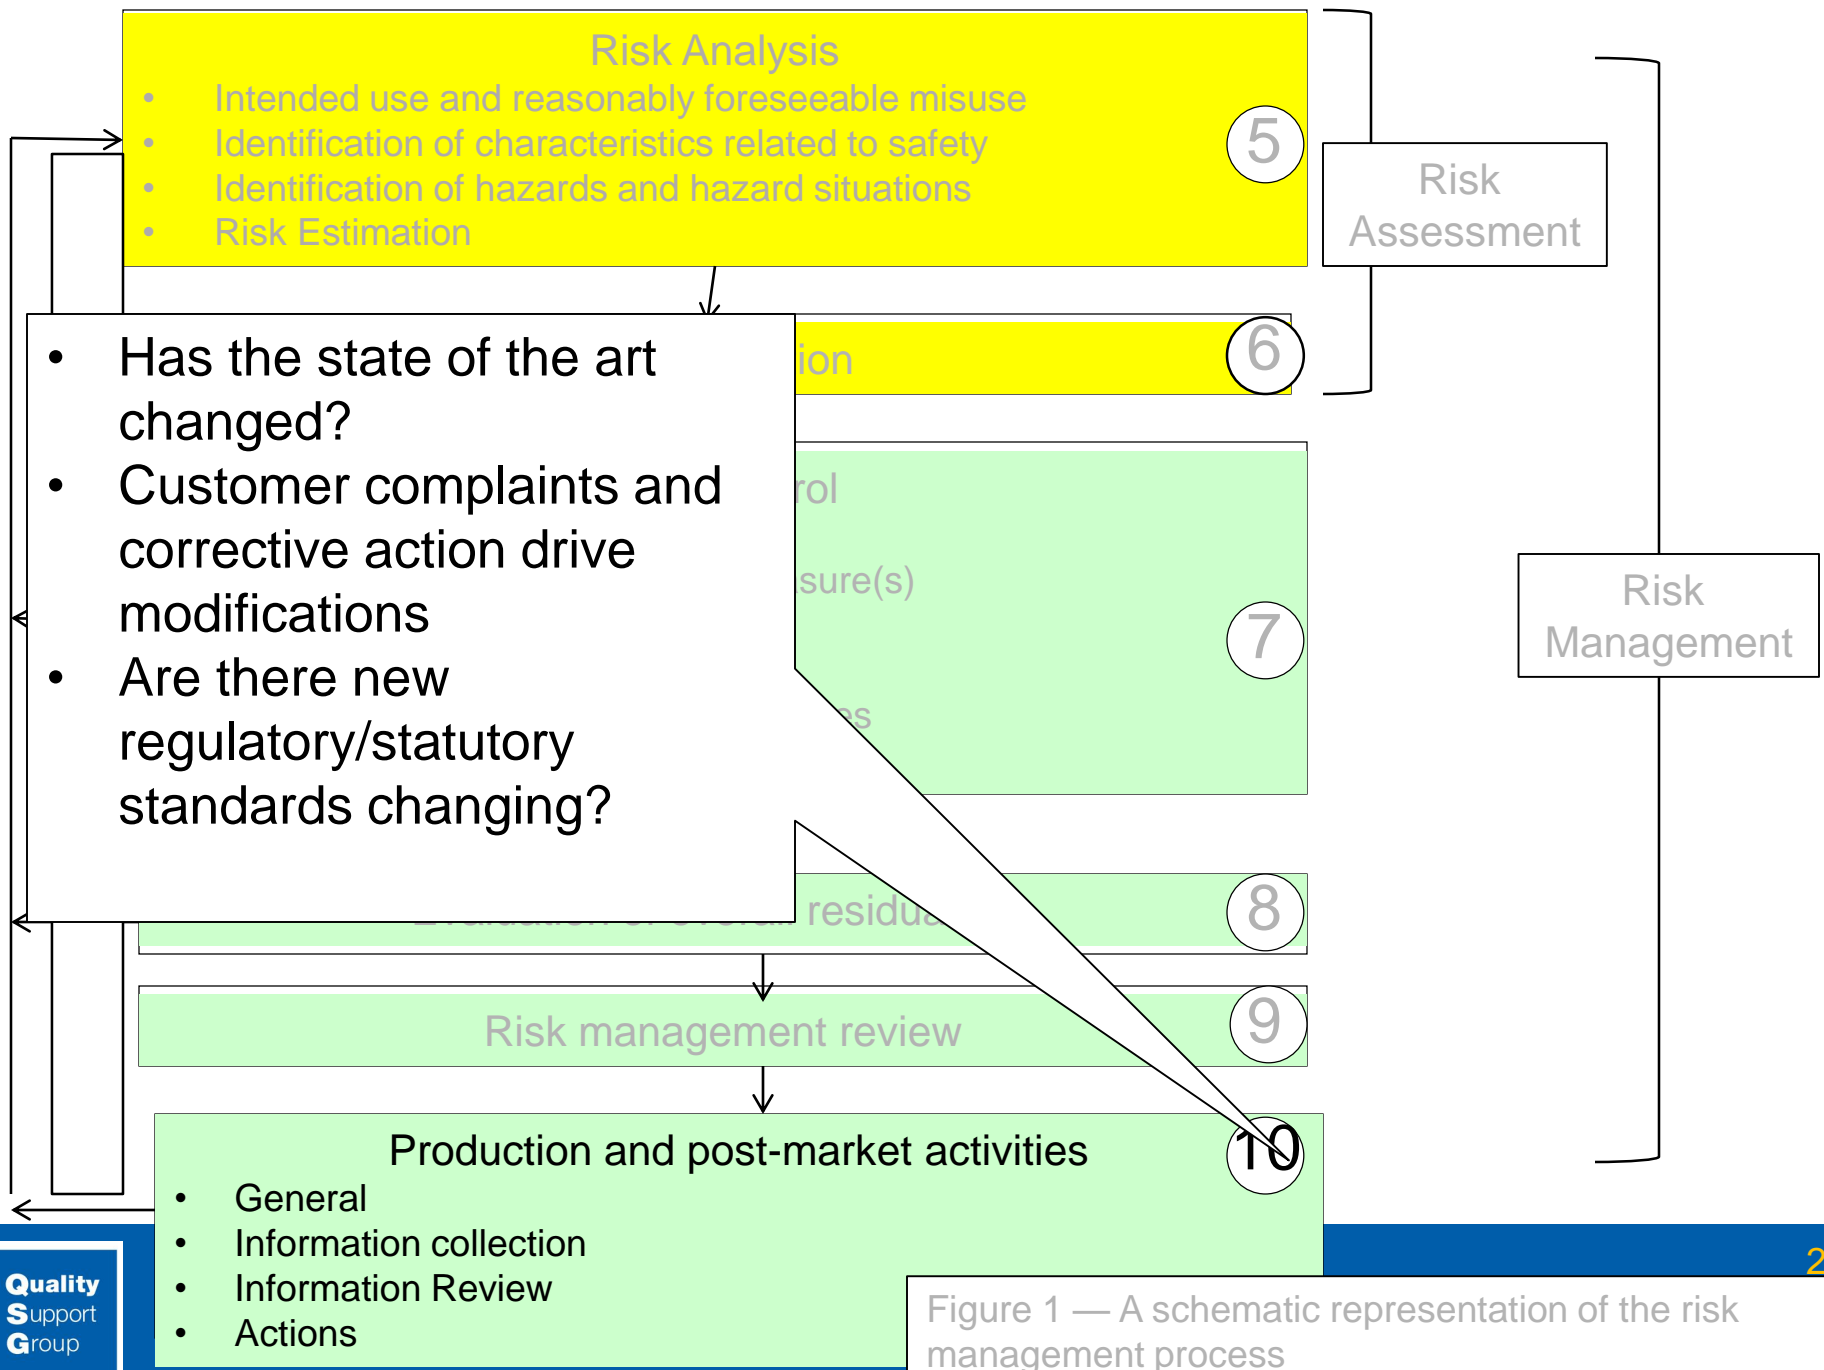 Risk Analysis
• Intended use and reasonably foreseeable misuse
• Identification of characteristics related to safety
• Identification of hazards and hazard situations
• Risk Estimation
5
Risk
Assessment
6
• Has the state of the art
changed?
• Customer complaints and
corrective action drive
modifications
• Are there new
regulatory/statutory
standards changing?
7
Risk
Management
8
Risk management review
9
Production and post-market activities
10
• General
• Information collection
• Information Review
• Actions
Quality
Support
Group
2
Figure 1 — A schematic representation of the risk
management process